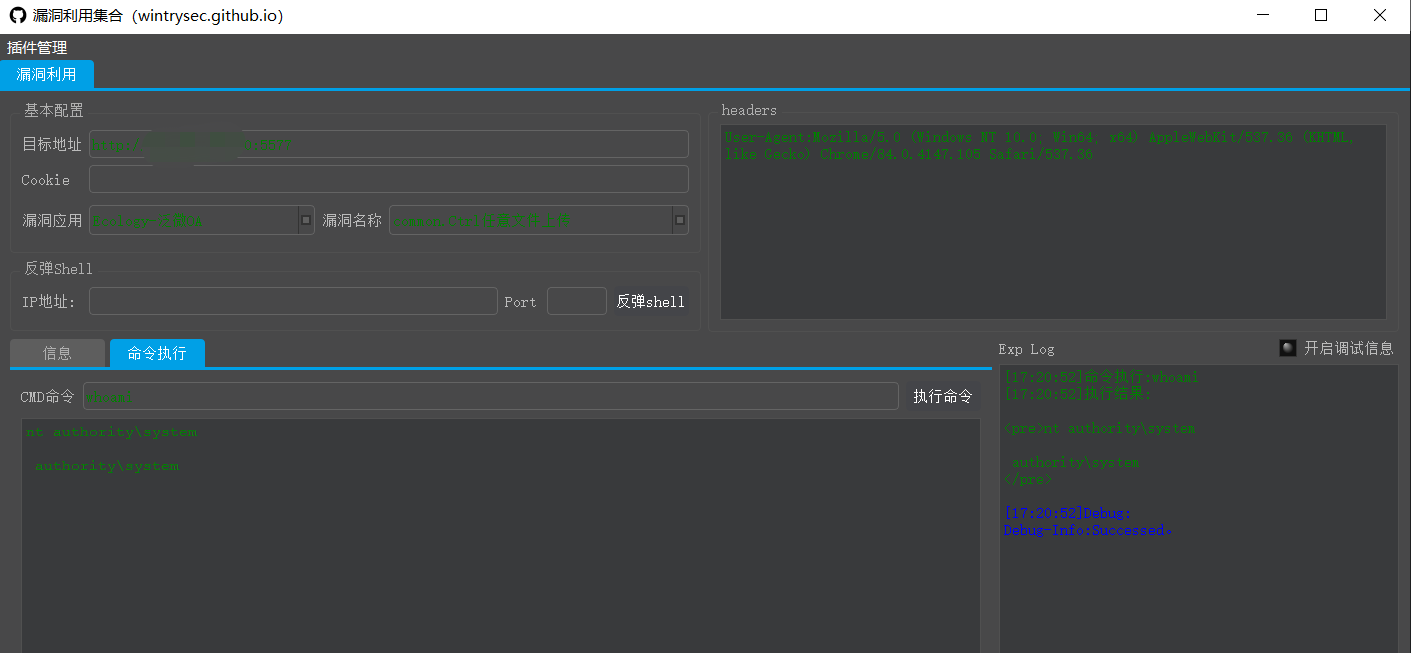 漏洞利用集合（wintrysec.github.io）
插件管理
漏洞利用
基本配置
目标地址
Cookie
漏洞应用
漏洞名称
反弹Shell
IP地址:
Port
反弹shell
headers
User-Agent:Mozilla/5.0 (Windows NT 10.0; Win64; x64) AppleWebKit/537.36 (KHTML,
like Gecko) Chrome/84.0.4147.105 Safari/537.36
信息
命令执行
CMD命令
执行命令
nt authority\system
authority\system
Exp Log
开启调试信息
[17:20:52]命令执行:whoami
[17:20:52]执行结果:
<pre>nt authority\system
authority\system
</pre>
[17:20:52]Debug:
Debug-Info:Successed。